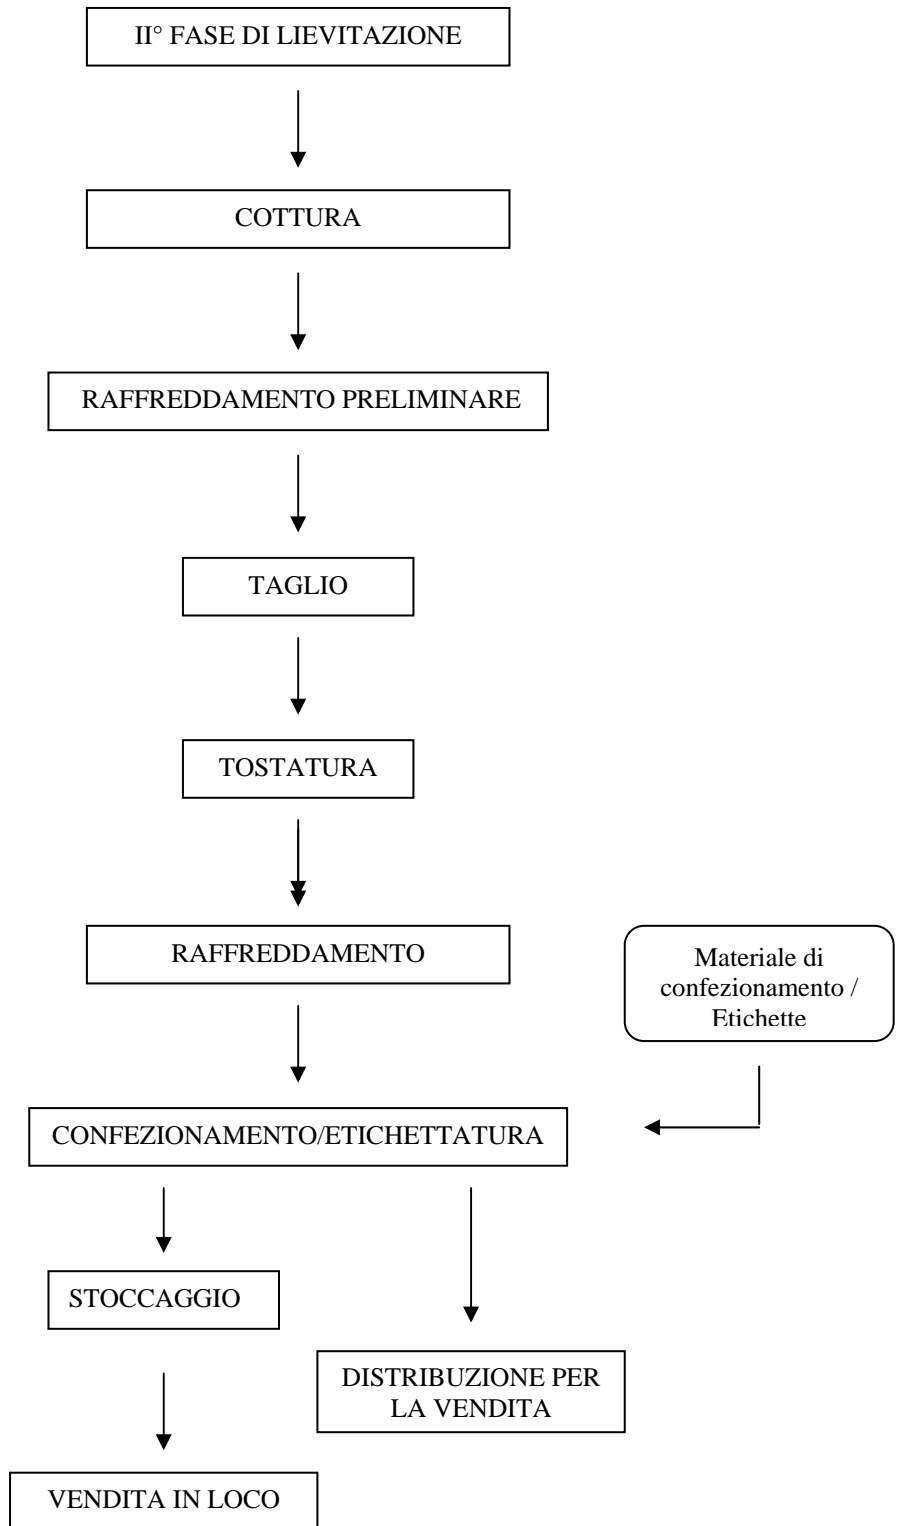 II° FASE DI LIEVITAZIONE
COTTURA
RAFFREDDAMENTO PRELIMINARE
TAGLIO
TOSTATURA
RAFFREDDAMENTO
Materiale di
confezionamento /
Etichette
CONFEZIONAMENTO/ETICHETTATURA
STOCCAGGIO
DISTRIBUZIONE PER
LA VENDITA
VENDITA IN LOCO